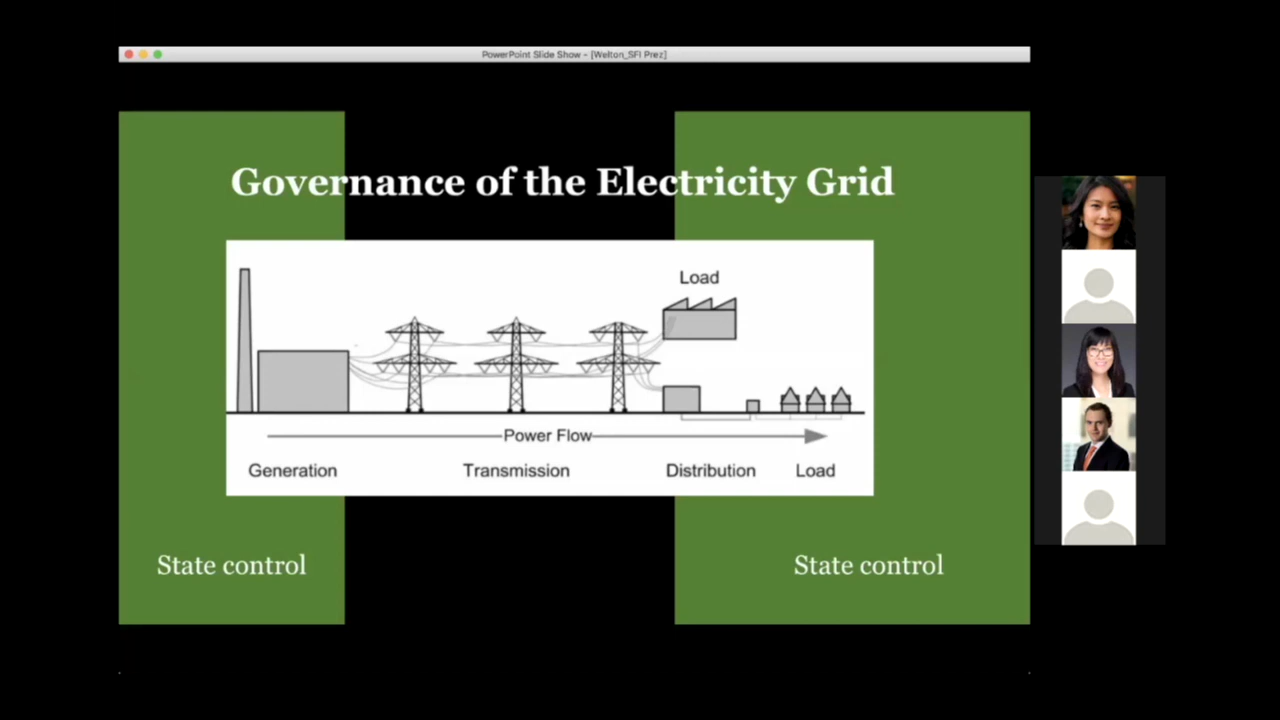 PowerPoint Slide Show - [Welton_SFI Prez]
Governance of the Electricity Grid
Load
Power Flow
Generation Transmission Distribution Load
State control State control